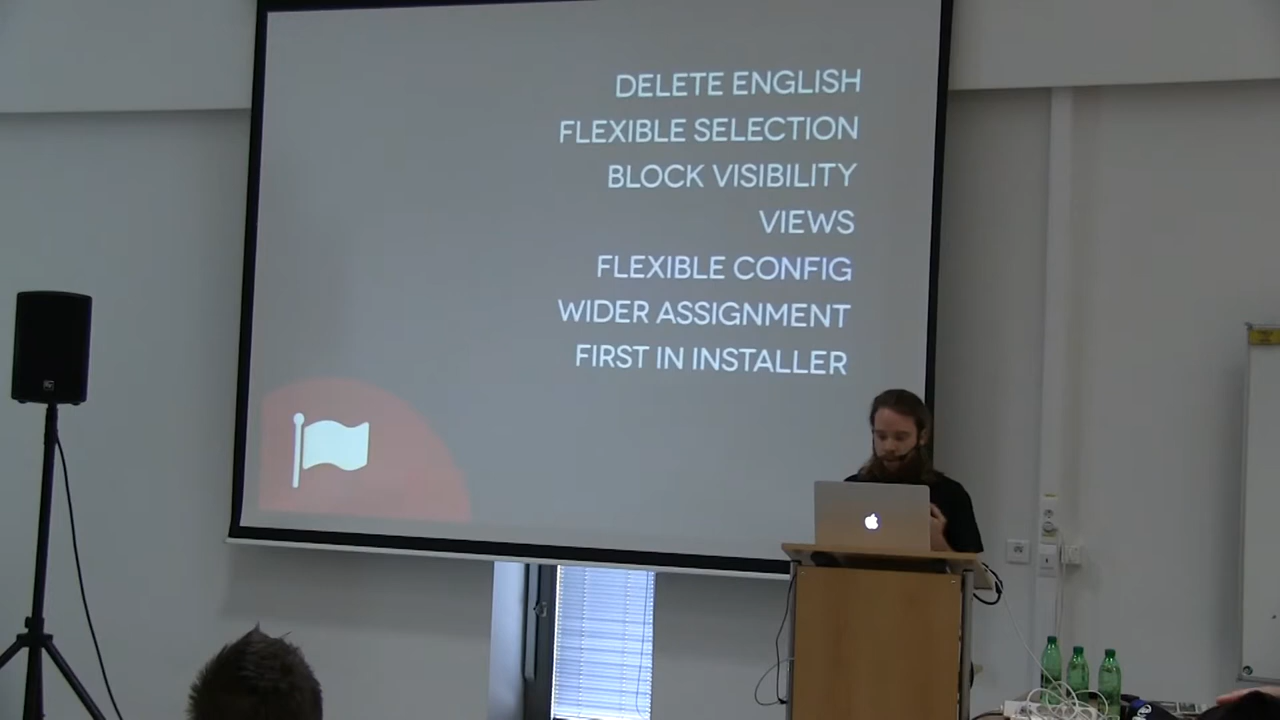 DELETE ENGLISH
FLEXIBLE SELECTION
BLOCK VISIBILITY
VIEWS
FLEXIBLE CONFIG
WIDER ASSIGNMENT
FIRST IN INSTALLER